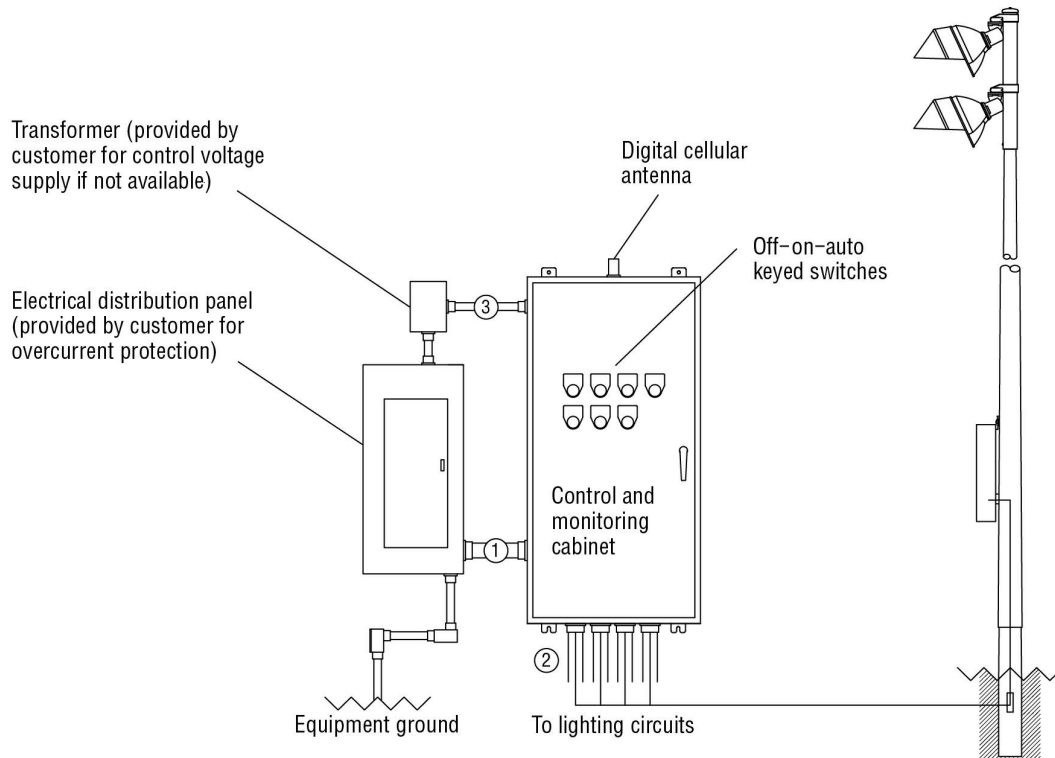 Transformer (provided by
customer for control voltage
supply if not available)
Digital cellular
antenna
Off-on-auto
keyed switches
Electrical distribution panel
(provided by customer for
overcurrent protection)
3
Control and
monitoring
cabinet
1
2
Equipment ground
To lighting circuits